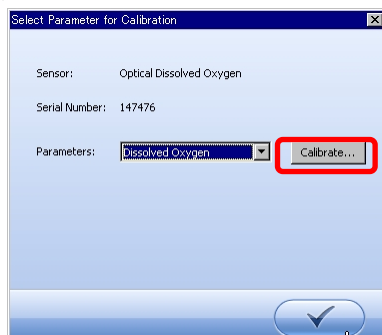 Select Parameter for Calibration
Sensor: Optical Dissolved Oxygen
Serial Number: 147476
Parameters: Dissolved Oxygen Calibrate...